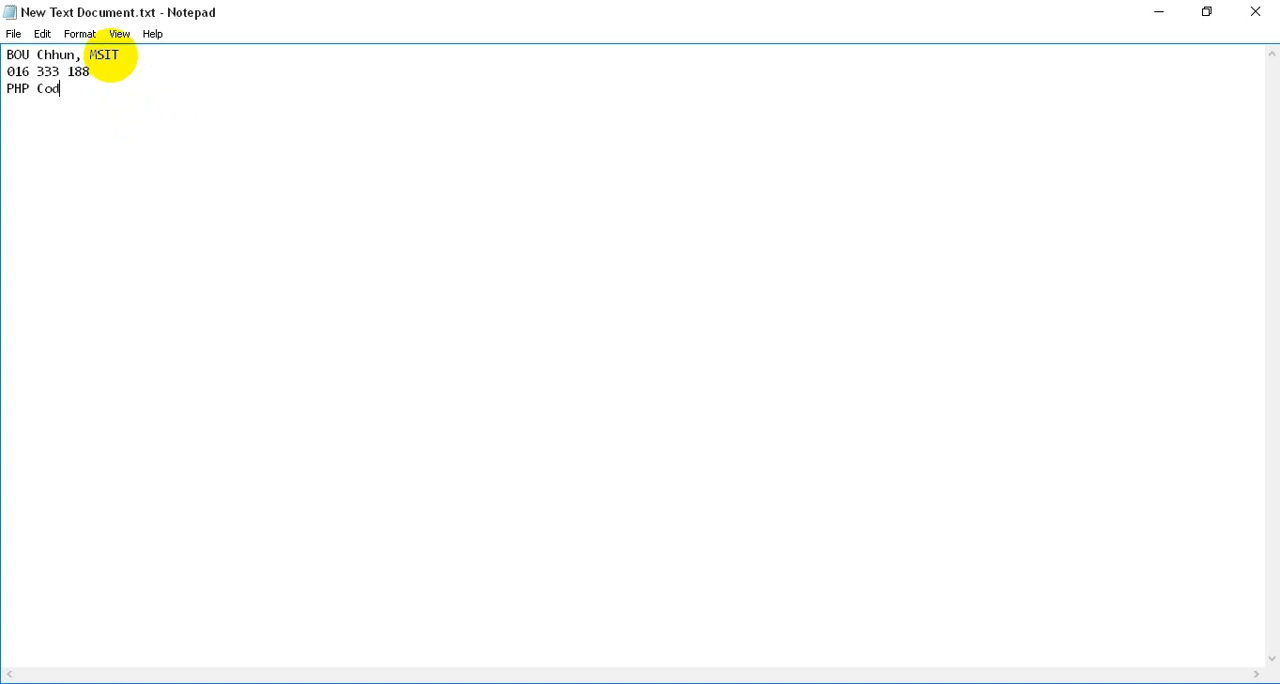 New Text Document.txt - Notepad
File Edit Format View Help
BOU Chhun, MSIT
016 333 188
PHP Cod